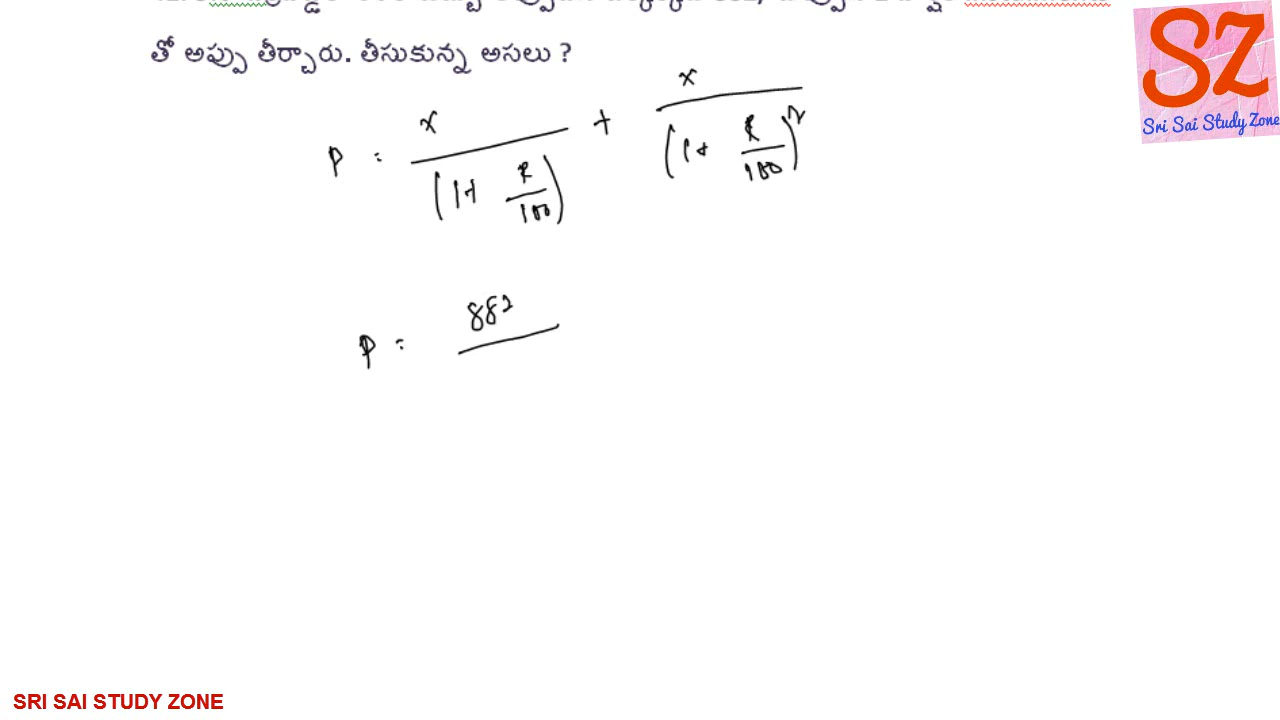 తో అప్పు తీర్చారు. తీసుకున్న అసలు ?
SZ
Sri Sai Study Zone
P = x / (1+ R/100) + x / (1+ R/100)²
P = 882
SRI SAI STUDY ZONE